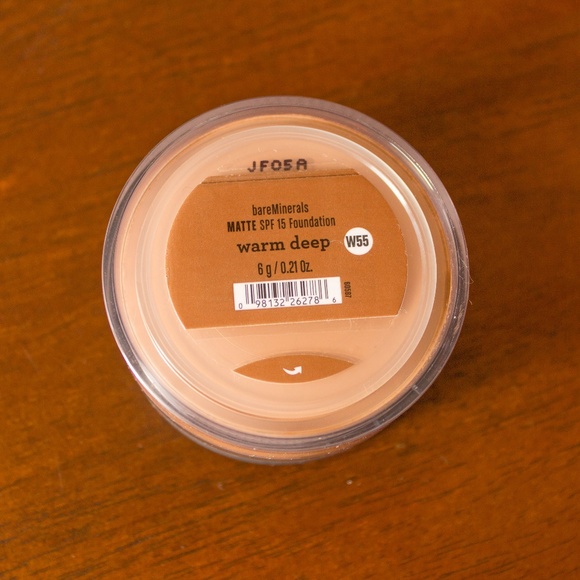 JF05A
bareMinerals
MATTE SPF 15 Foundation
warm deep W55
6 g / 0.21 Oz.
0 98132 26278 6